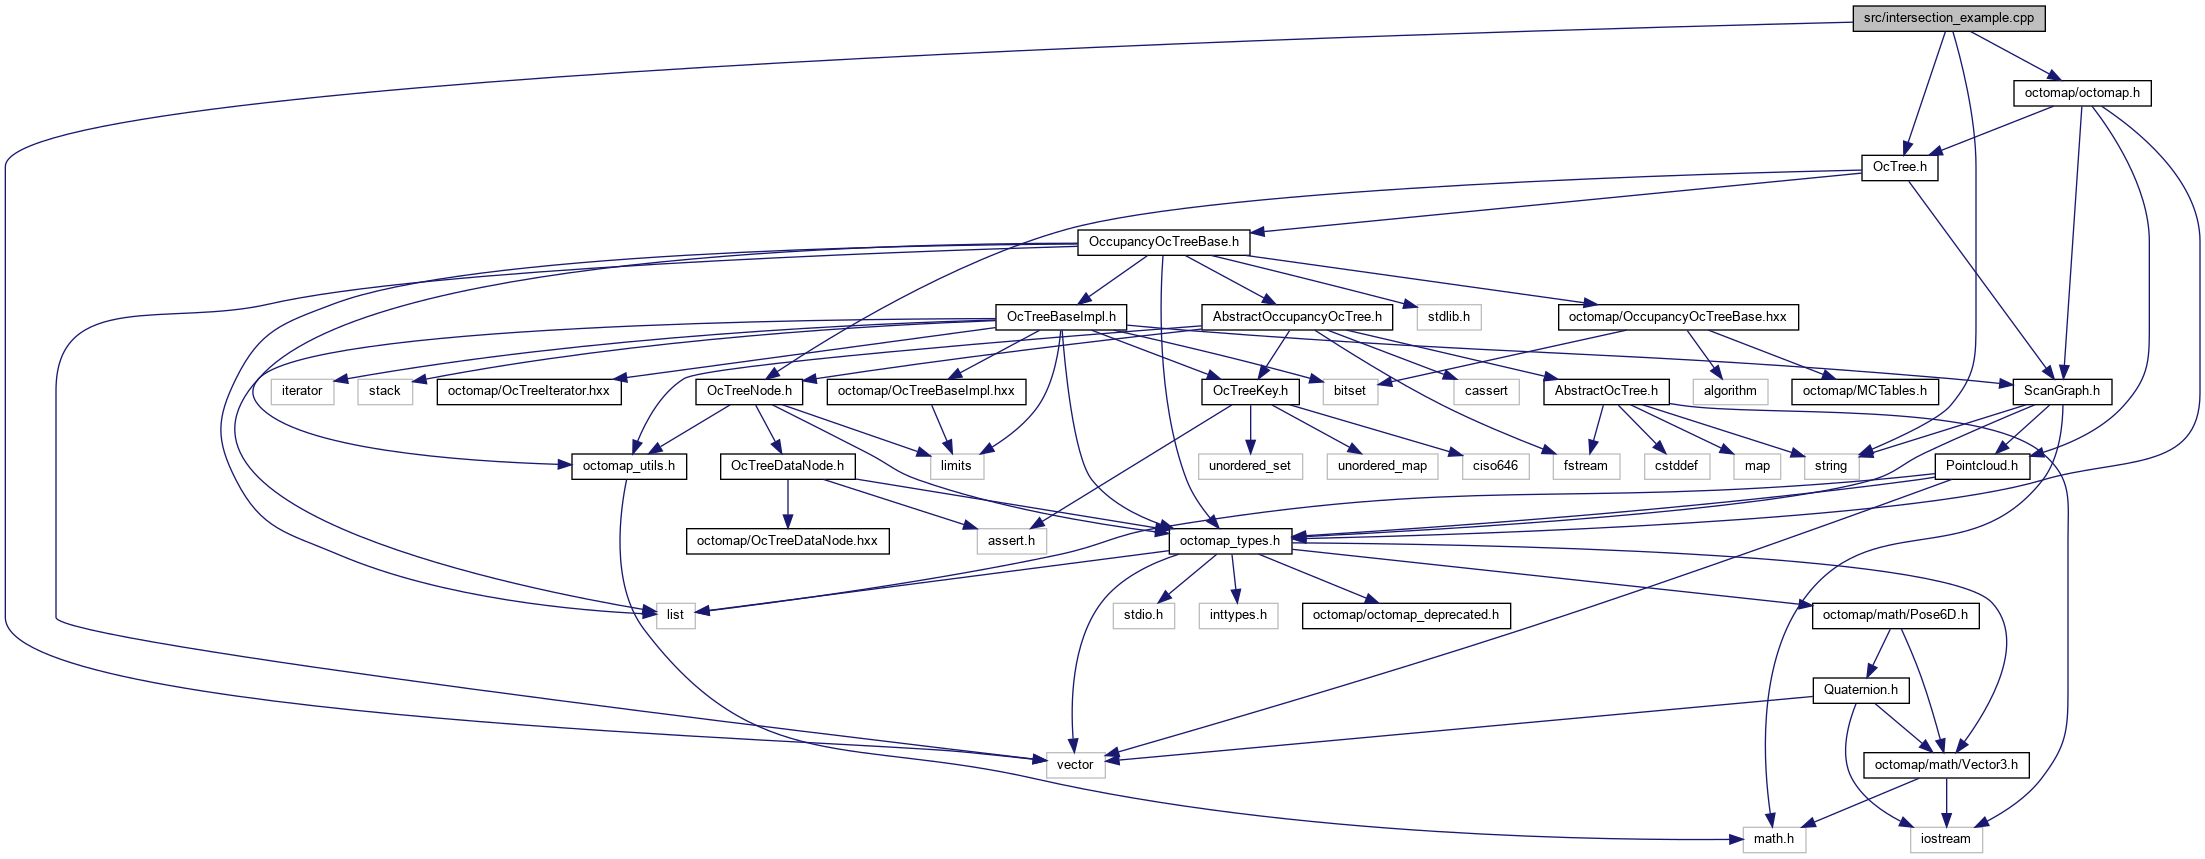 src/intersection_example.cpp
octomap/octomap.h
OcTree.h
OccupancyOcTreeBase.h
OcTreeBaseImpl.h
AbstractOccupancyOcTree.h
stdlib.h
octomap/OccupancyOcTreeBase.hxx
iterator
stack
octomap/OcTreeIterator.hxx
OcTreeNode.h
octomap/OcTreeBaseImpl.hxx
OcTreeKey.h
bitset
cassert
AbstractOcTree.h
algorithm
octomap/MCTables.h
ScanGraph.h
octomap_utils.h
OcTreeDataNode.h
limits
unordered_set
unordered_map
ciso646
fstream
cstddef
map
string
Pointcloud.h
octomap/OcTreeDataNode.hxx
assert.h
octomap_types.h
list
stdio.h
inttypes.h
octomap/octomap_deprecated.h
octomap/math/Pose6D.h
Quaternion.h
vector
octomap/math/Vector3.h
math.h
iostream